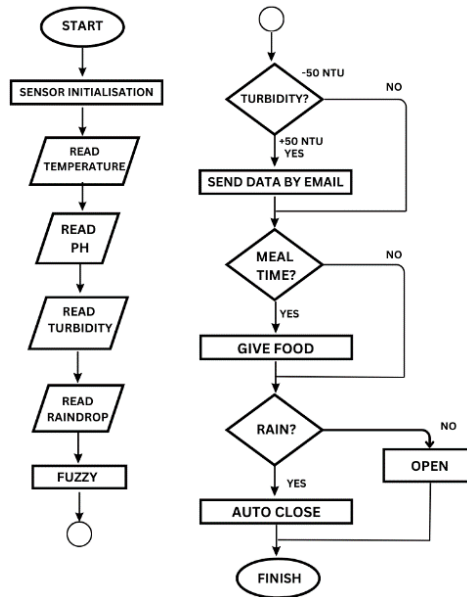 START
SENSOR INITIALISATION
READ
TEMPERATURE
READ
PH
READ
TURBIDITY
READ
RAINDROP
FUZZY
-50 NTU
TURBIDITY?
NO
+50 NTU
YES
SEND DATA BY EMAIL
MEAL
TIME?
NO
YES
GIVE FOOD
RAIN?
NO
OPEN
YES
AUTO CLOSE
FINISH